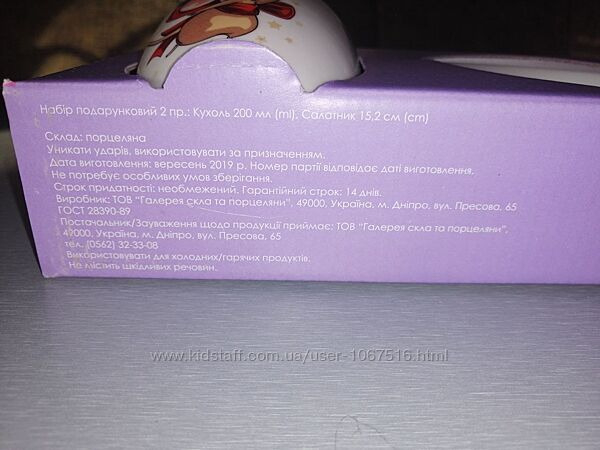 Набір подарунковий 2 пр.: Кухоль 200 мл (ml), Салатник 15,2 см (cm)
Склад: порцеляна
Уникати ударів, використовувати за призначенням.
Дата виготовлення: вересень 2019 р. Номер партії відповідає даті виготовлення.
Не потребує особливих умов зберігання.
Строк придатності: необмежений. Гарантійний строк: 14 днів.
Виробник: ТОВ "Галерея скла та порцеляни", 49000, Україна, м. Дніпро, вул. Пресова, 65
ГОСТ 28390-89
Постачальник/Зауваження щодо продукції приймає: ТОВ "Галерея скла та порцеляни",
49000, Україна, м. Дніпро, вул. Пресова, 65
тел. (0562) 32-33-08
Використовувати для холодних/гарячих продуктів.
Не містить шкідливих речовин.
www.kidstaff.com.ua/user-1067516.html